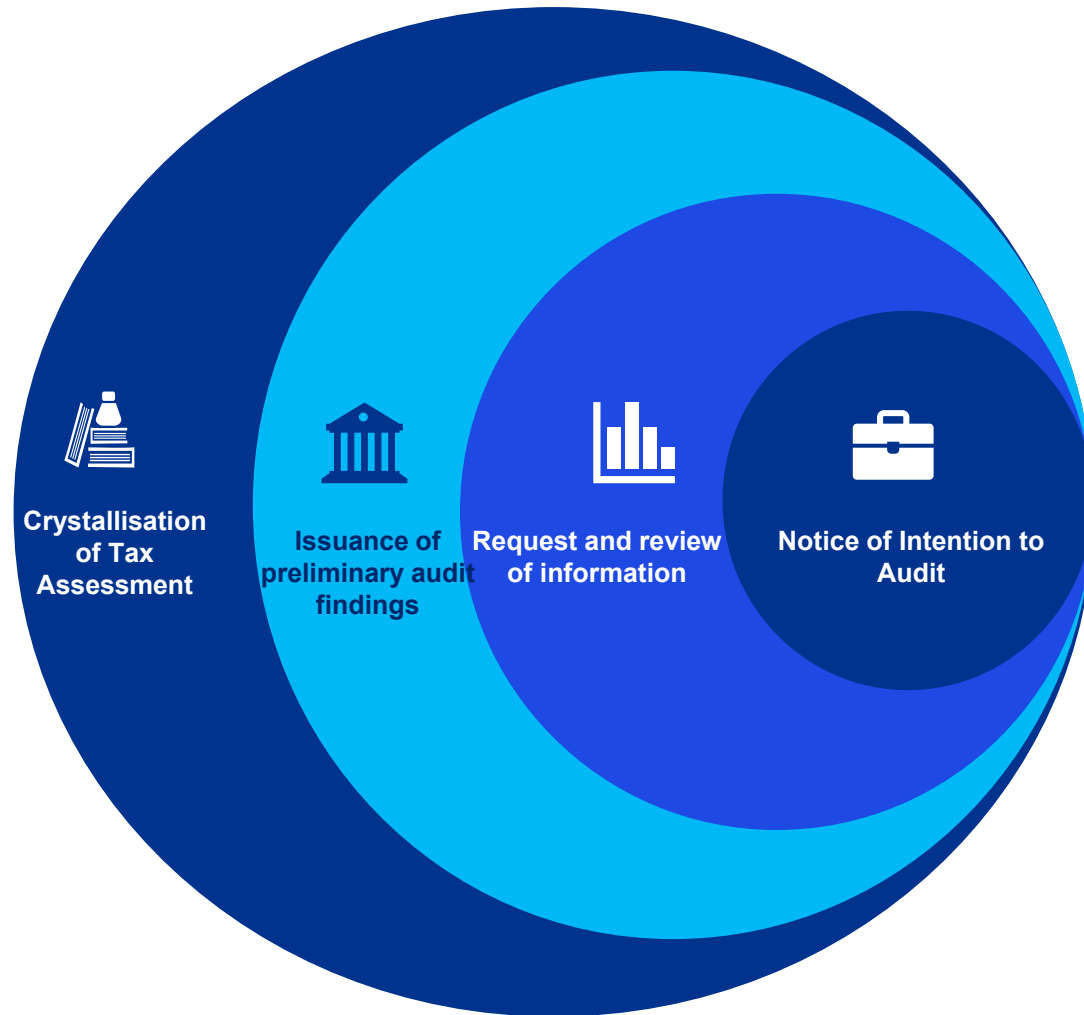 Crystallisation
of Tax
Assessment
Issuance of
preliminary audit
findings
Request and review
of information
Notice of Intention to
Audit